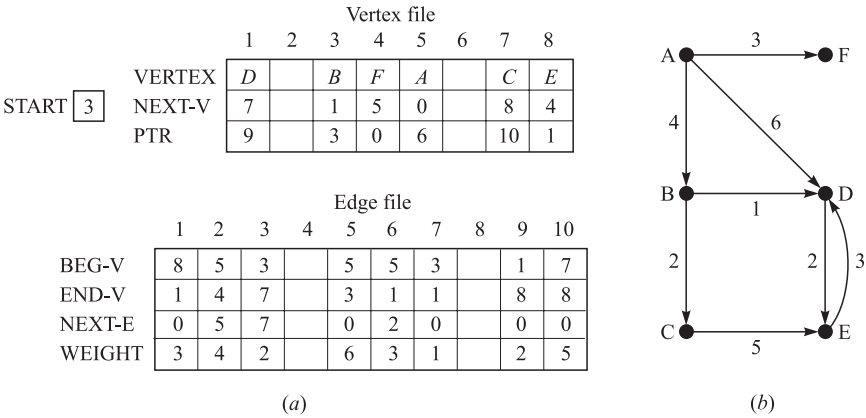 Vertex file
1 2 3 4 5 6 7 8
VERTEX D B F A C E
START 3 NEXT-V 7 1 5 0 8 4
PTR 9 3 0 6 10 1
Edge file
1 2 3 4 5 6 7 8 9 10
BEG-V 8 5 3 5 5 3 1 7
END-V 1 4 7 3 1 1 8 8
NEXT-E 0 5 7 0 2 0 0 0
WEIGHT 3 4 2 6 3 1 2 5
(a)
A 3 F
4 6
B 1 D
2 2 3
C 5 E
(b)